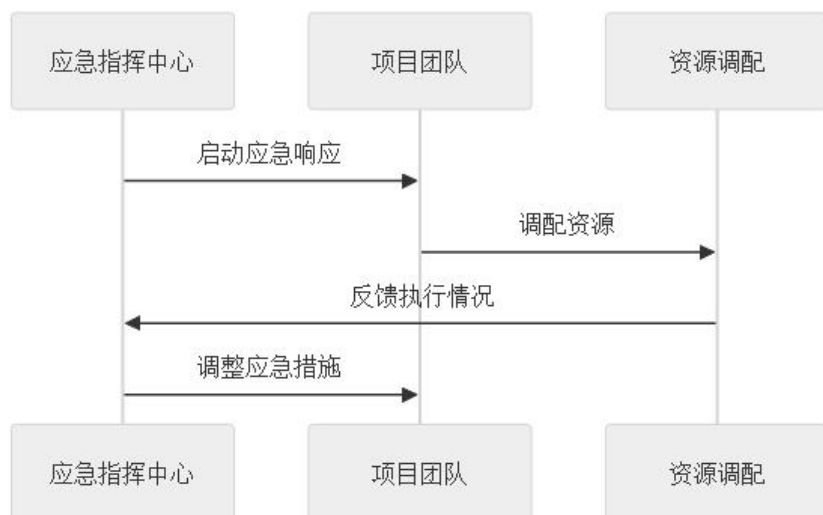 应急指挥中心
项目团队
资源调配
启动应急响应
调配资源
反馈执行情况
调整应急措施
应急指挥中心
项目团队
资源调配